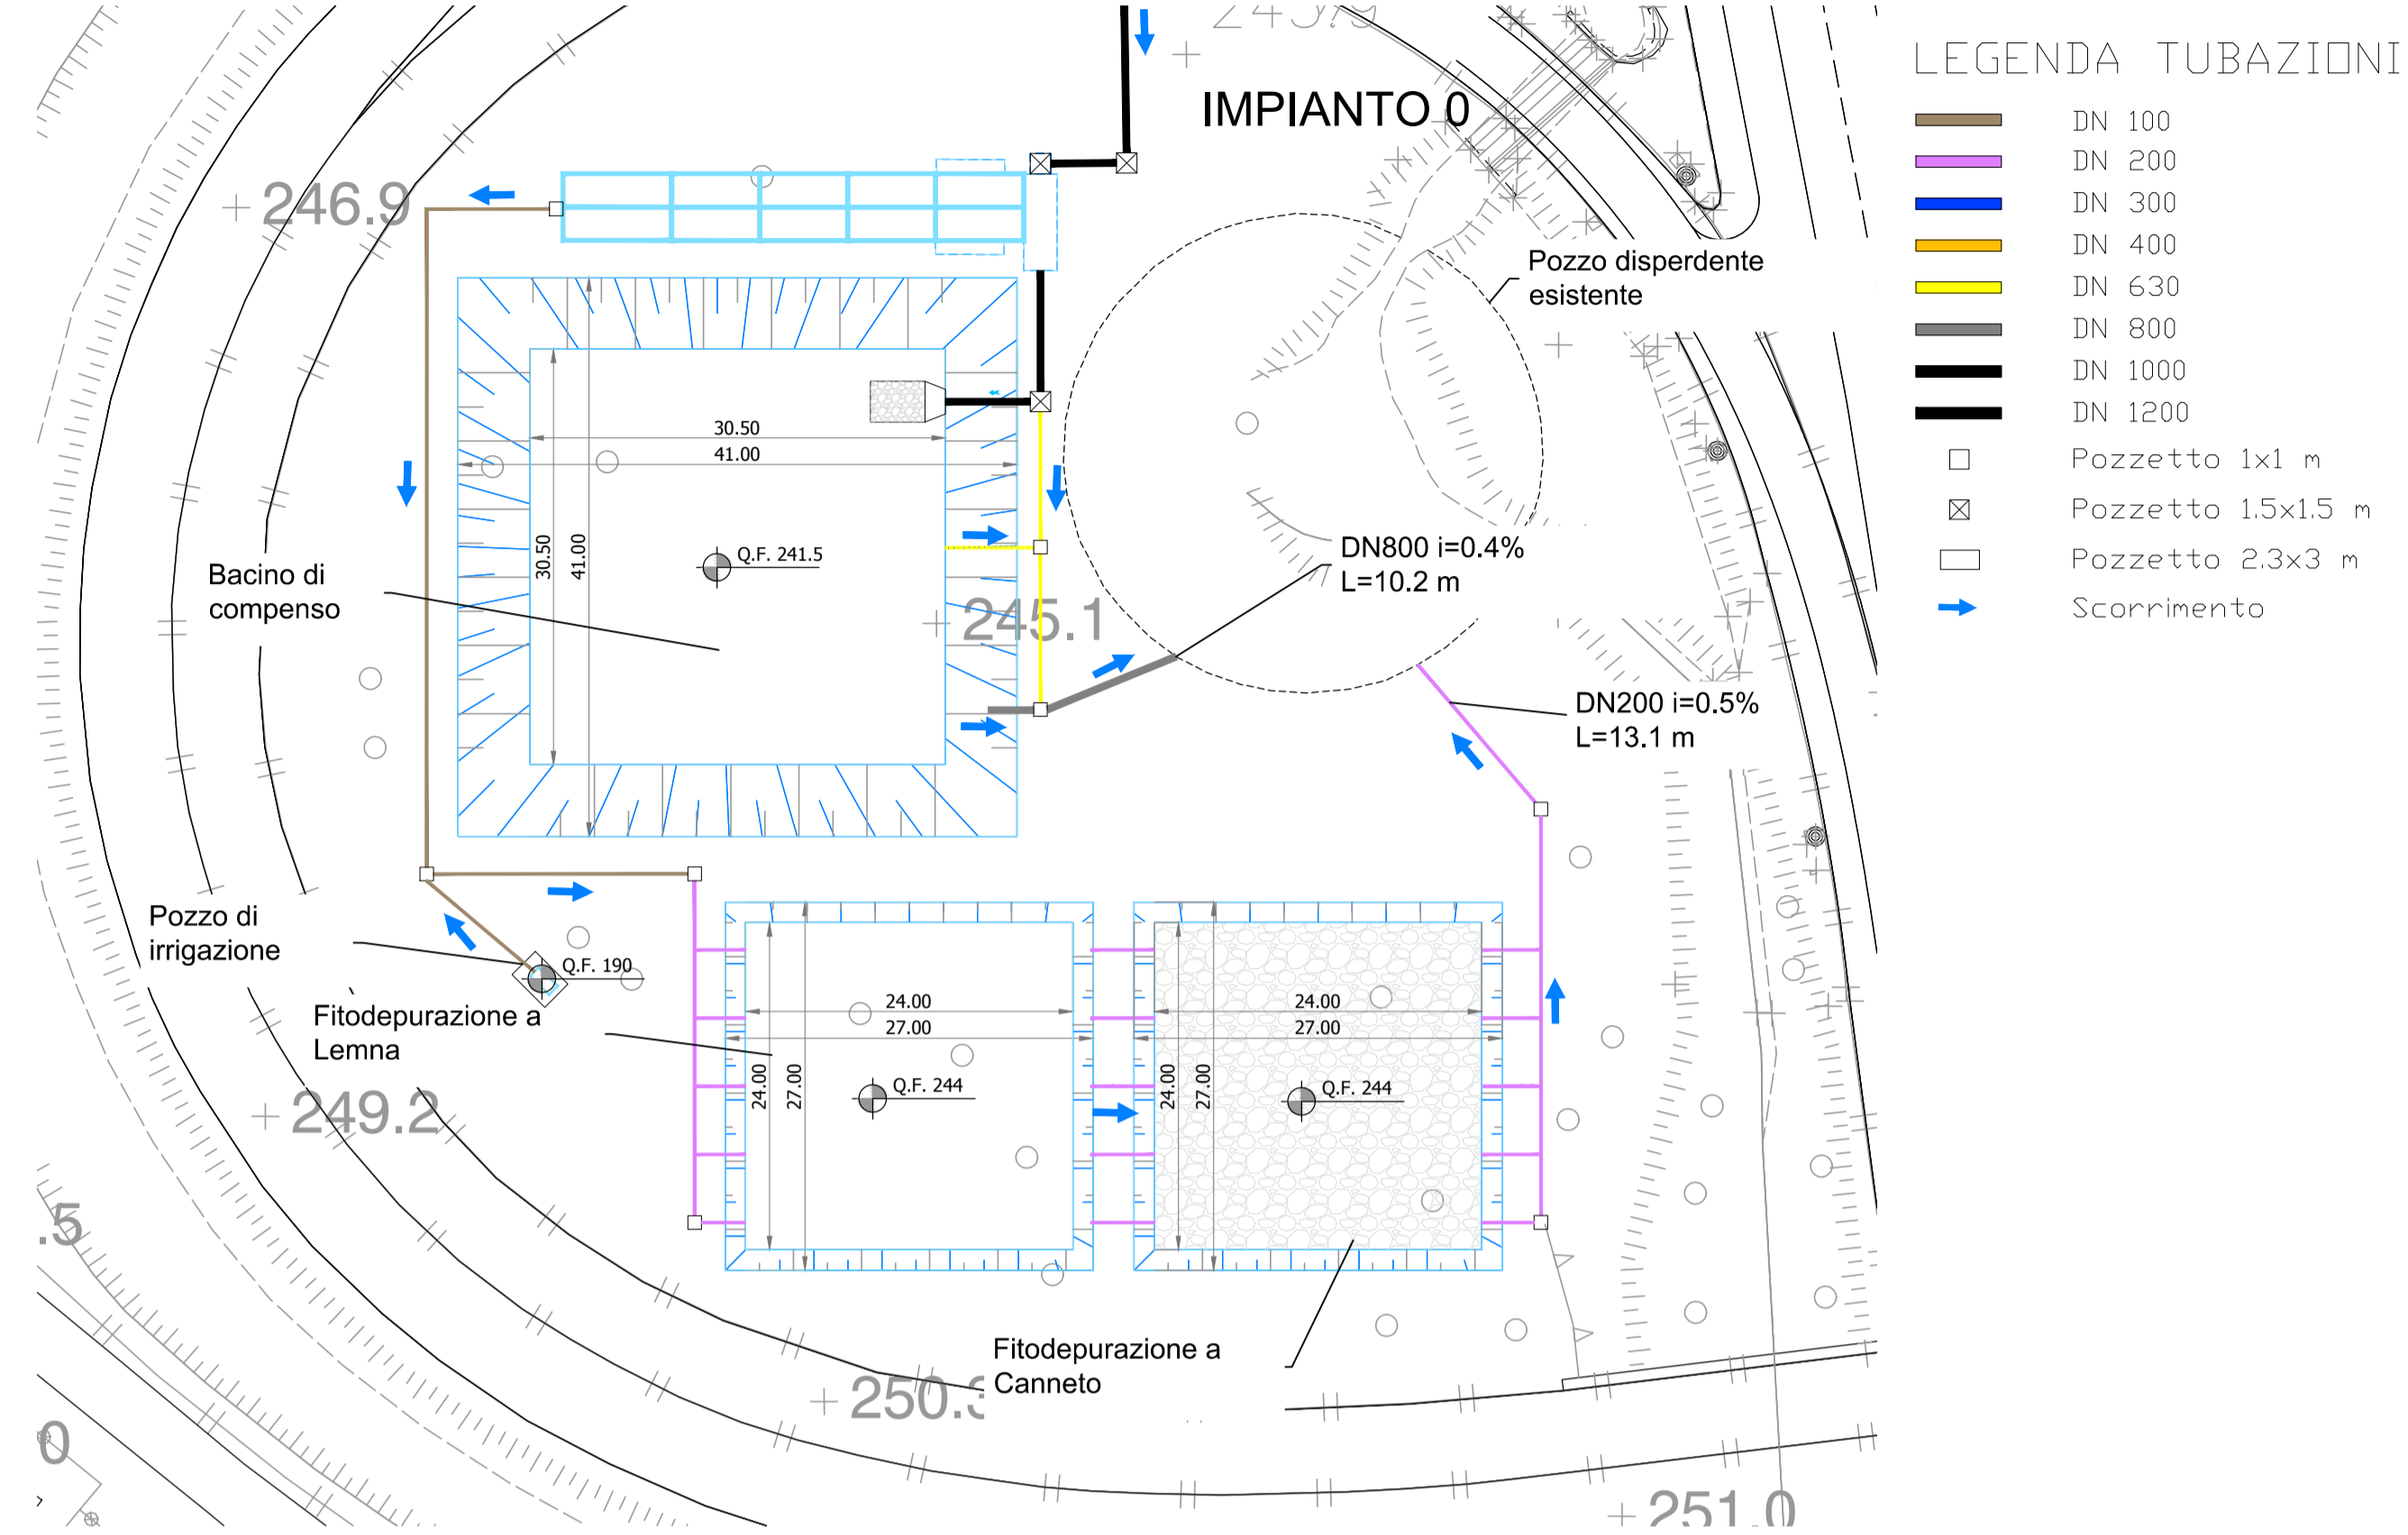 IMPIANTO 0
246.9
Pozzo disperdente
esistente
30.50
41.00
30.50
41.00
Q.F. 241.5
Bacino di
compenso
245.1
DN800 i=0.4%
L=10.2 m
DN200 i=0.5%
L=13.1 m
Pozzo di
irrigazione
Q.F. 190
Fitodepurazione a
Lemna
249.2
24.00
27.00
24.00
27.00
Q.F. 244
24.00
27.00
24.00
27.00
Q.F. 244
.5
Fitodepurazione a
Canneto
250.3
0
251.0
LEGENDA TUBAZIONI
DN 100
DN 200
DN 300
DN 400
DN 630
DN 800
DN 1000
DN 1200
Pozzetto 1x1 m
Pozzetto 1.5x1.5 m
Pozzetto 2.3x3 m
Scorrimento